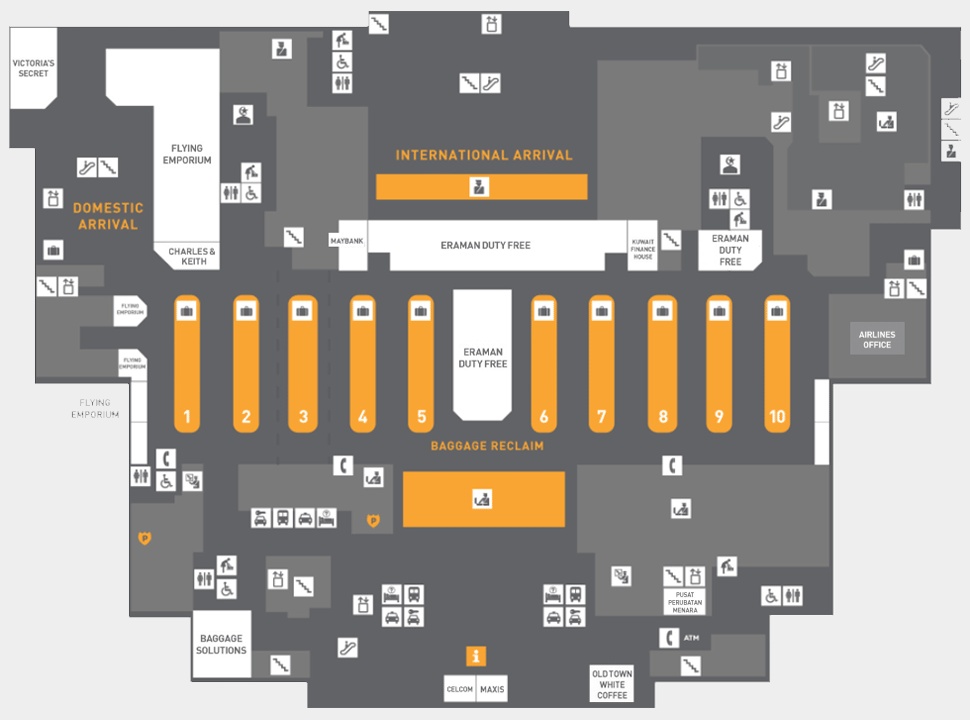 VICTORIA'S
SECRET
FLYING
EMPORIUM
INTERNATIONAL ARRIVAL
DOMESTIC
ARRIVAL
CHARLES &
KEITH
MAYBANK
ERAMAN DUTY FREE
KUWAIT
FINANCE
HOUSE
ERAMAN
DUTY
FREE
FLYING
EMPORIUM
FLYING
EMPORIUM
FLYING
EMPORIUM
ERAMAN
DUTY FREE
AIRLINES
OFFICE
1
2
3
4
5
6
7
8
9
10
BAGGAGE RECLAIM
P
P
PUSAT
PERUBATAN
MENARA
BAGGAGE
SOLUTIONS
ATM
i
CELCOM
MAXIS
OLDTOWN
WHITE
COFFEE